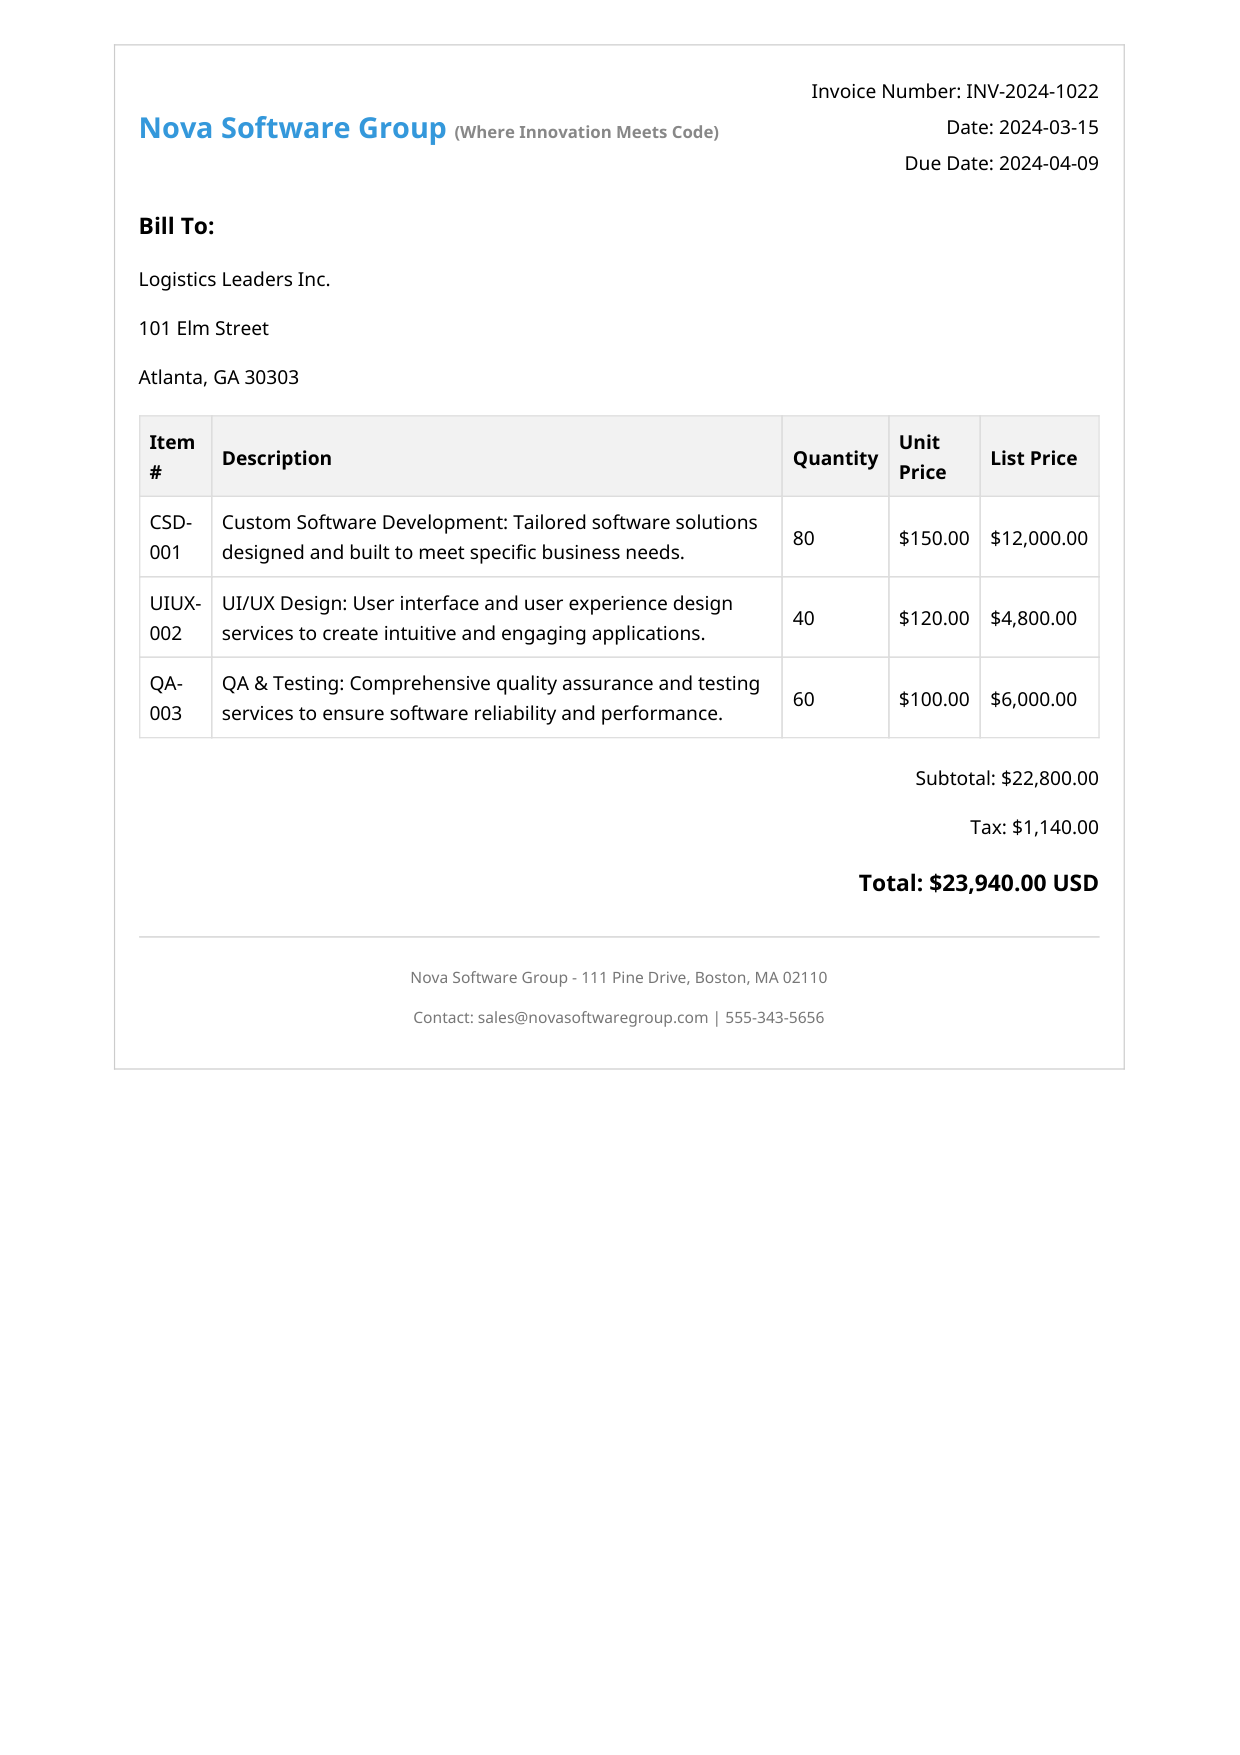 Invoice Number: INV-2024-1022
Nova Software Group (Where Innovation Meets Code)
Date: 2024-03-15
Due Date: 2024-04-09
Bill To:
Logistics Leaders Inc.
101 Elm Street
Atlanta, GA 30303
Item # Description Quantity Unit Price List Price
CSD-001 Custom Software Development: Tailored software solutions designed and built to meet specific business needs. 80 $150.00 $12,000.00
UIUX-002 UI/UX Design: User interface and user experience design services to create intuitive and engaging applications. 40 $120.00 $4,800.00
QA-003 QA & Testing: Comprehensive quality assurance and testing services to ensure software reliability and performance. 60 $100.00 $6,000.00
Subtotal: $22,800.00
Tax: $1,140.00
Total: $23,940.00 USD
Nova Software Group - 111 Pine Drive, Boston, MA 02110
Contact: sales@novasoftwaregroup.com | 555-343-5656